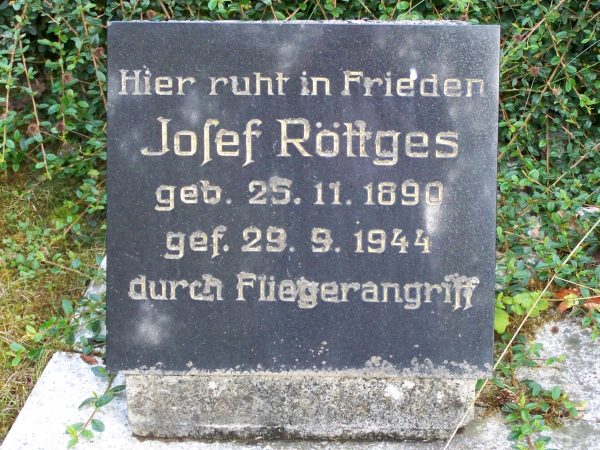 Hier ruht in Frieden
Joſef Röttges
geb. 25. 11. 1890
gef. 29. 9. 1944
durch Fliegerangriff